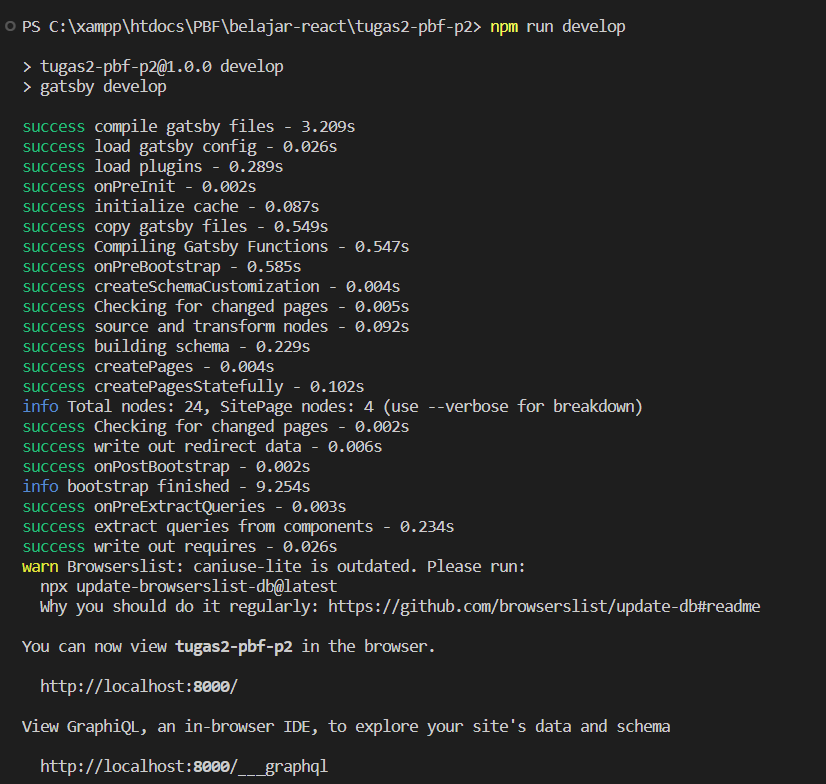 PS C:\xampp\htdocs\PBF\belajar-react\tugas2-pbf-p2> npm run develop
> tugas2-pbf-p2@1.0.0 develop
> gatsby develop
success compile gatsby files - 3.209s
success load gatsby config - 0.026s
success load plugins - 0.289s
success onPreInit - 0.002s
success initialize cache - 0.087s
success copy gatsby files - 0.549s
success Compiling Gatsby Functions - 0.547s
success onPreBootstrap - 0.585s
success createSchemaCustomization - 0.004s
success Checking for changed pages - 0.005s
success source and transform nodes - 0.092s
success building schema - 0.229s
success createPages - 0.004s
success createPagesStatefully - 0.102s
info Total nodes: 24, SitePage nodes: 4 (use --verbose for breakdown)
success Checking for changed pages - 0.002s
success write out redirect data - 0.006s
success onPostBootstrap - 0.002s
info bootstrap finished - 9.254s
success onPreExtractQueries - 0.003s
success extract queries from components - 0.234s
success write out requires - 0.026s
warn Browserslist: caniuse-lite is outdated. Please run:
npx update-browserslist-db@latest
Why you should do it regularly: https://github.com/browserslist/update-db#readme
You can now view tugas2-pbf-p2 in the browser.
http://localhost:8000/
View GraphiQL, an in-browser IDE, to explore your site's data and schema
http://localhost:8000/___graphql